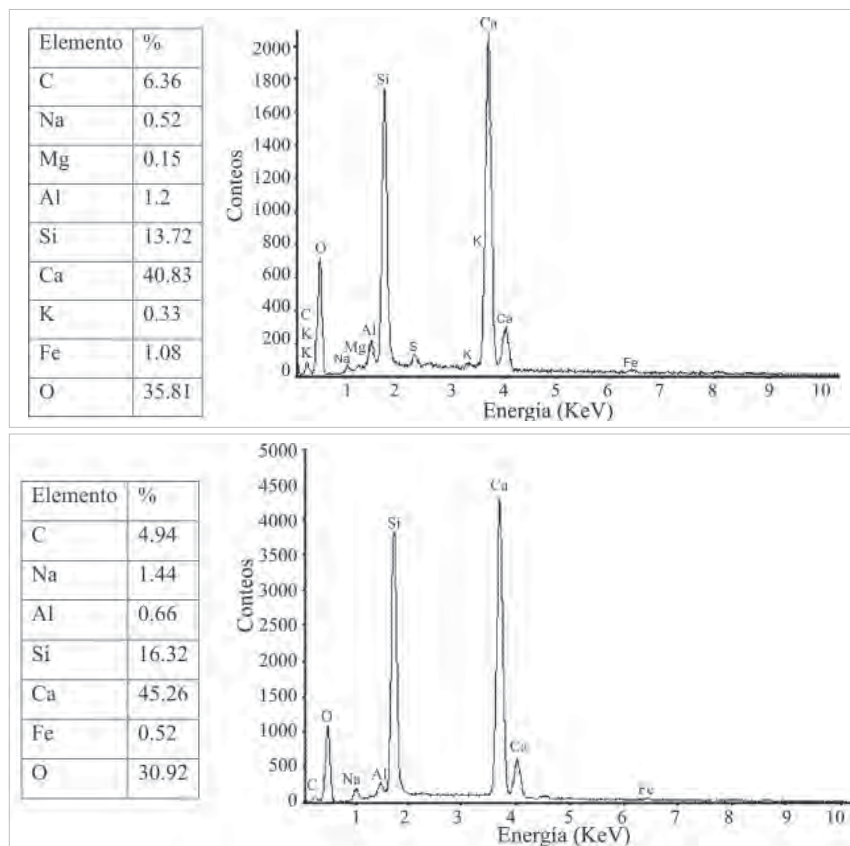 Elemento %
C 6.36
Na 0.52
Mg 0.15
Al 1.2
Si 13.72
Ca 40.83
K 0.33
Fe 1.08
O 35.81
Conteos
2000
1800
1600
1400
1200
1000
800
600
400
200
0
C
K
K
O
Na
Mg
Al
Si
S
K
K
Ca
Ca
Fe
1 2 3 4 5 6 7 8 9 10
Energía (KeV)
Elemento %
C 4.94
Na 1.44
Al 0.66
Si 16.32
Ca 45.26
Fe 0.52
O 30.92
Conteos
5000
4500
4000
3500
3000
2500
2000
1500
1000
500
0
C
O
Na
Al
Si
Ca
Ca
Fe
1 2 3 4 5 6 7 8 9 10
Energía (KeV)